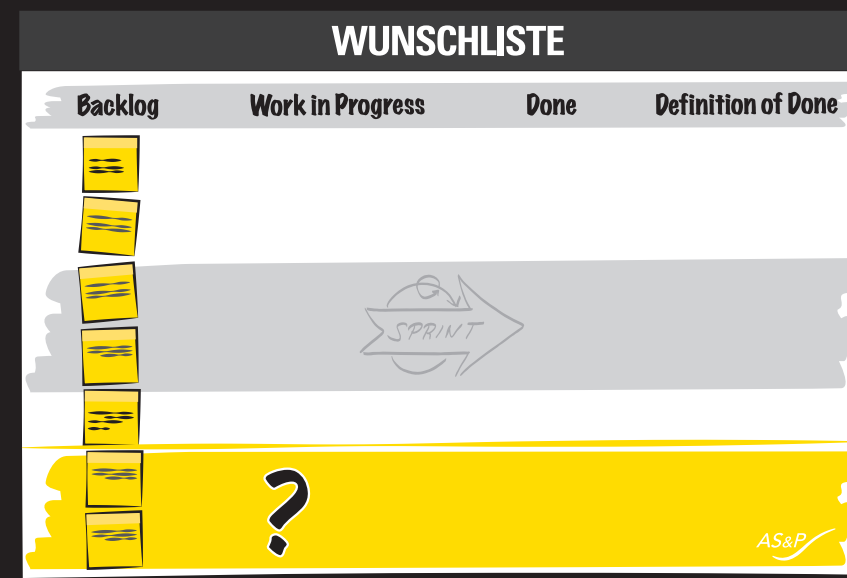 WUNSCHLISTE
Backlog Work in Progress Done Definition of Done
SPRINT
?
AS&P